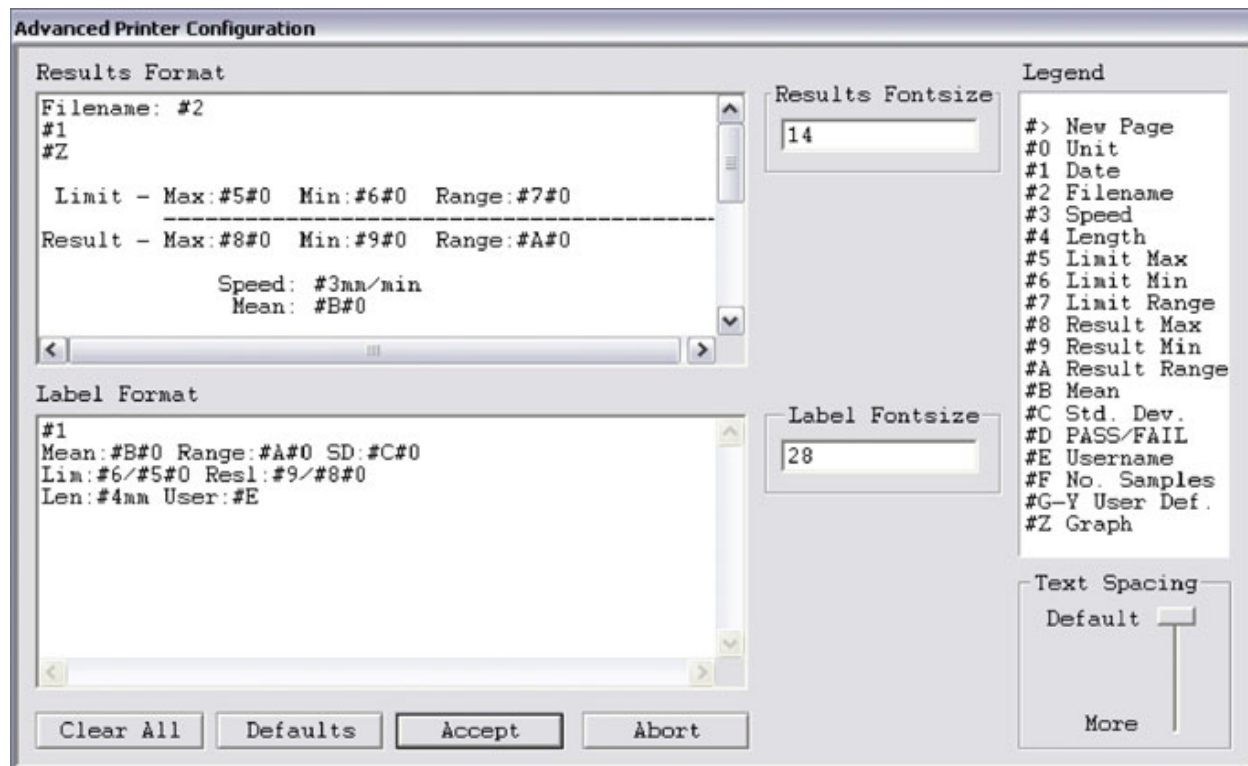 Advanced Printer Configuration
Results Format
Filename: #2
#1
#Z
Limit - Max:#5#0  Min:#6#0  Range:#7#0
----------------------------------------
Result - Max:#8#0  Min:#9#0  Range:#A#0
Speed: #3mm/min
Mean: #B#0
Results Fontsize
14
Label Format
#1
Mean:#B#0 Range:#A#0 SD:#C#0
Lim:#6/#5#0 Resl:#9/#8#0
Len:#4mm User:#E
Label Fontsize
28
Legend
#> New Page
#0 Unit
#1 Date
#2 Filename
#3 Speed
#4 Length
#5 Limit Max
#6 Limit Min
#7 Limit Range
#8 Result Max
#9 Result Min
#A Result Range
#B Mean
#C Std. Dev.
#D PASS/FAIL
#E Username
#F No. Samples
#G-Y User Def.
#Z Graph
Text Spacing
Default
More
Clear All
Defaults
Accept
Abort